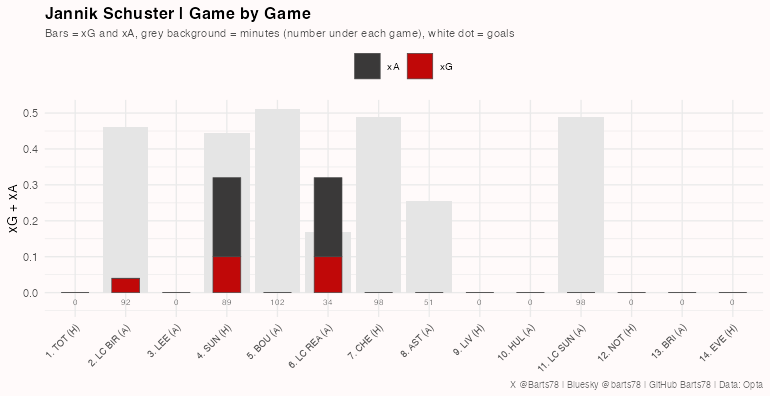 Jannik Schuster | Game by Game
Bars = xG and xA, grey background = minutes (number under each game), white dot = goals
xA xG
xG + xA
0.5
0.4
0.3
0.2
0.1
0.0
0 92 0 89 102 34 98 51 0 0 98 0 0 0
1. TOT (H)
2. LC BIR (A)
3. LEE (A)
4. SUN (H)
5. BOU (A)
6. LC REA (A)
7. CHE (H)
8. AST (A)
9. LIV (H)
10. HUL (A)
11. LC SUN (A)
12. NOT (H)
13. BRI (A)
14. EVE (H)
X @Barts78 | Bluesky @barts78 | GitHub Barts78 | Data: Opta